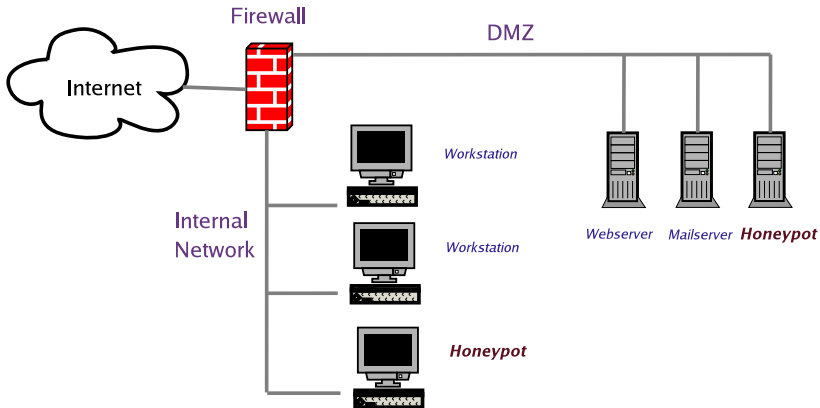 Firewall
DMZ
Internet
Workstation
Internal
Network
Workstation
Webserver
Mailserver
Honeypot
Honeypot